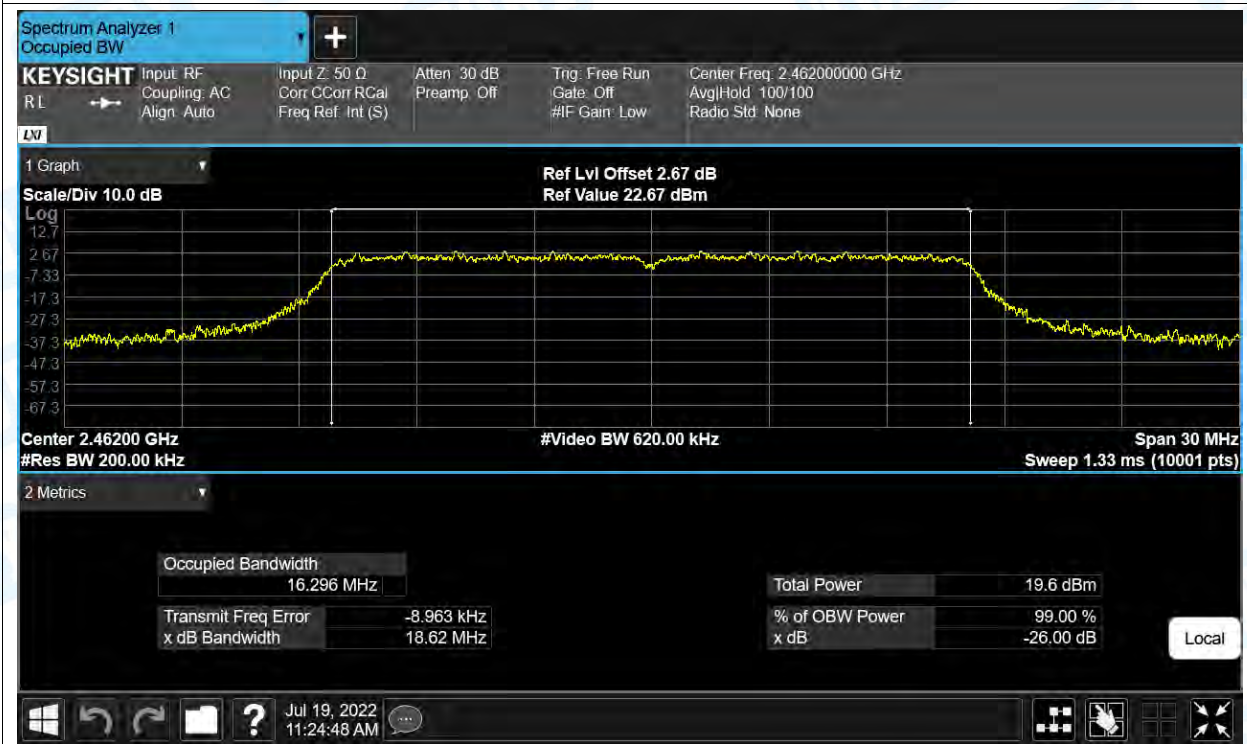 Spectrum Analyzer 1
Occupied BW
+
KEYSIGHT
RL
LXI
Input: RF
Coupling: AC
Align: Auto
Input Z: 50 Ω
Corr CCorr RCal
Freq Ref: Int (S)
Atten: 30 dB
Preamp: Off
Trig: Free Run
Gate: Off
#IF Gain: Low
Center Freq: 2.462000000 GHz
Avg|Hold: 100/100
Radio Std: None
1 Graph
Scale/Div 10.0 dB
Ref Lvl Offset 2.67 dB
Ref Value 22.67 dBm
Log
12.7
2.67
-7.33
-17.3
-27.3
-37.3
-47.3
-57.3
-67.3
Center 2.46200 GHz
#Res BW 200.00 kHz
#Video BW 620.00 kHz
Span 30 MHz
Sweep 1.33 ms (10001 pts)
2 Metrics
Occupied Bandwidth
16.296 MHz
Transmit Freq Error -8.963 kHz
x dB Bandwidth 18.62 MHz
Total Power 19.6 dBm
% of OBW Power 99.00 %
x dB -26.00 dB
Local
?
Jul 19, 2022
11:24:48 AM